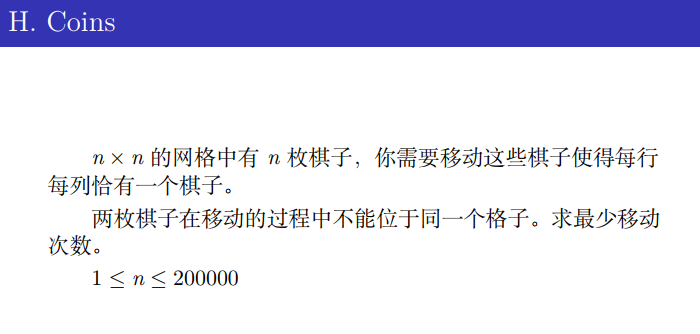 H. Coins
n × n 的网格中有 n 枚棋子，你需要移动这些棋子使得每行
每列恰有一个棋子。
两枚棋子在移动的过程中不能位于同一个格子。求最少移动
次数。
1 ≤ n ≤ 200000